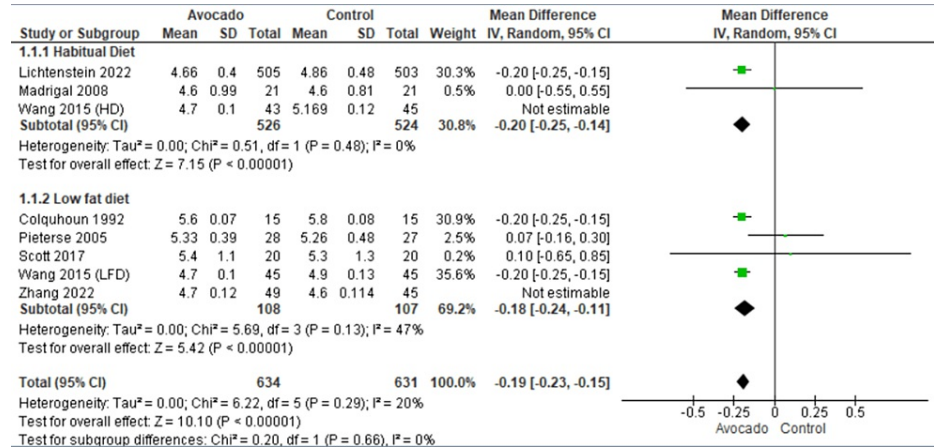 Avocado Control Mean Difference Mean Difference
Study or Subgroup Mean SD Total Mean SD Total Weight IV, Random, 95% CI IV, Random, 95% CI
1.1.1 Habitual Diet
Lichtenstein 2022 4.66 0.4 505 4.86 0.48 503 30.3% -0.20 [-0.25, -0.15]
Madrigal 2008 4.6 0.99 21 4.6 0.81 21 0.5% 0.00 [-0.55, 0.55]
Wang 2015 (HD) 4.7 0.1 43 5.169 0.12 45 Not estimable
Subtotal (95% CI) 526 524 30.8% -0.20 [-0.25, -0.14]
Heterogeneity: Tau² = 0.00; Chi² = 0.51, df = 1 (P = 0.48); I² = 0%
Test for overall effect: Z = 7.15 (P < 0.00001)
1.1.2 Low fat diet
Colquhoun 1992 5.6 0.07 15 5.8 0.08 15 30.9% -0.20 [-0.25, -0.15]
Pieterse 2005 5.33 0.39 28 5.26 0.48 27 2.5% 0.07 [-0.16, 0.30]
Scott 2017 5.4 1.1 20 5.3 1.3 20 0.2% 0.10 [-0.65, 0.85]
Wang 2015 (LFD) 4.7 0.1 45 4.9 0.13 45 35.6% -0.20 [-0.25, -0.15]
Zhang 2022 4.7 0.12 49 4.6 0.114 45 Not estimable
Subtotal (95% CI) 108 107 69.2% -0.18 [-0.24, -0.11]
Heterogeneity: Tau² = 0.00; Chi² = 5.69, df = 3 (P = 0.13); I² = 47%
Test for overall effect: Z = 5.42 (P < 0.00001)
Total (95% CI) 634 631 100.0% -0.19 [-0.23, -0.15]
Heterogeneity: Tau² = 0.00; Chi² = 6.22, df = 5 (P = 0.29); I² = 20%
Test for overall effect: Z = 10.10 (P < 0.00001)
Test for subgroup differences: Chi² = 0.20, df = 1 (P = 0.66), I² = 0%
-0.5 -0.25 0 0.25 0.5
Avocado Control